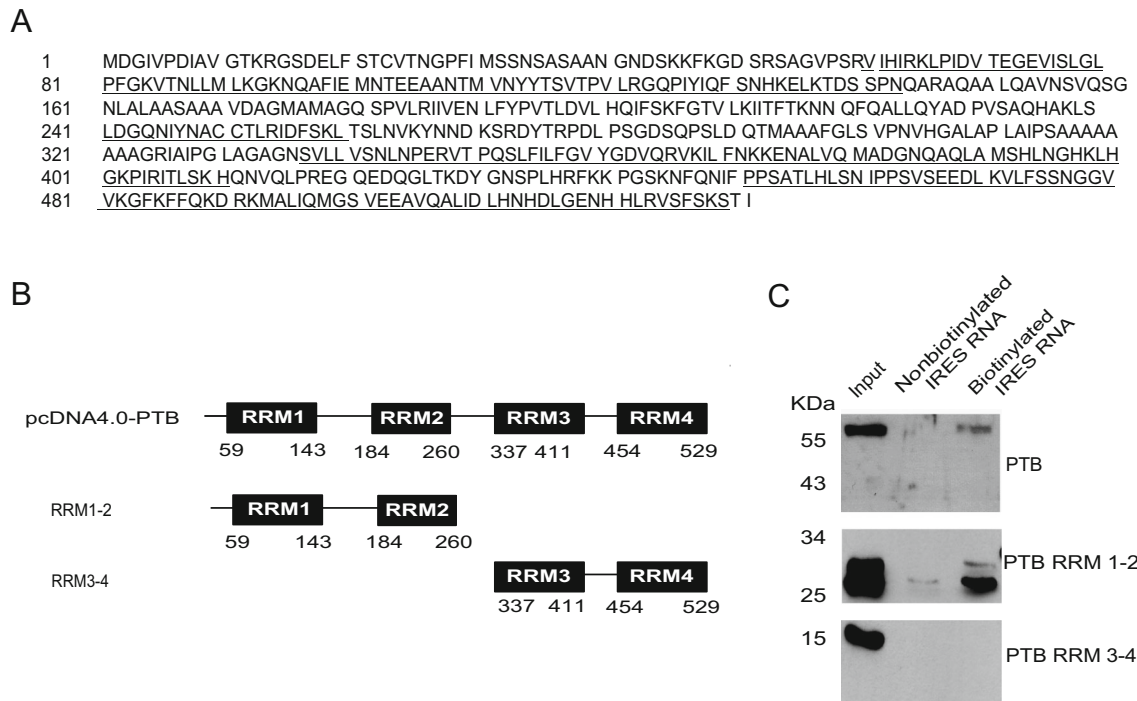 A
1 MDGIVPDIAV GTKRGSDELF STCVTNGPFI MSSNSASAAN GNDSKKFKGD SRSAGVPSRV IHIRKLPIDV TEGEVISLGL
81 PFGKVTNLLM LKGKNQAFIE MNTEEAANTM VNYYTSVTPV LRGQPIYIQF SNHKELKTDS SPNQARAQAA LQAVNSVQSG
161 NLALAASAAA VDAGMAMAGQ SPVLRIIVEN LFYPVTLDVL HQIFSKFGTV LKIITFTKNN QFQALLQYAD PVSAQHAKLS
241 LDGQNIYNAC CTLRIDFSKL TSLNVKYNND KSRDYTRPDL PSGDSQPSLD QTMAAAFGLS VPNVHGALAP LAIPSAAAAA
321 AAAGRIAIPG LAGAGNSVLL VSNLNPERVT PQSLFILFGV YGDVQRVKIL FNKKENALVQ MADGNQAQLA MSHLNGHKLH
401 GKPIRITLSK HQNVQLPREG QEDQGLTKDY GNSPLHRFKK PGSKNFQNIF PPSATLHLSN IPPSVSEEDL KVLFSSNGGV
481 VKGFKFFQKD RKMALIQMGS VEEAVQALID LHNHDLGENH HLRVSFSKST I
B
pcDNA4.0-PTB RRM1 RRM2 RRM3 RRM4
59 143 184 260 337 411 454 529
RRM1-2 RRM1 RRM2
59 143 184 260
RRM3-4 RRM3 RRM4
337 411 454 529
C
Input
Nonbiotinylated
IRES RNA
Biotinylated
IRES RNA
KDa
55
43
PTB
34
25
PTB RRM 1-2
15
PTB RRM 3-4